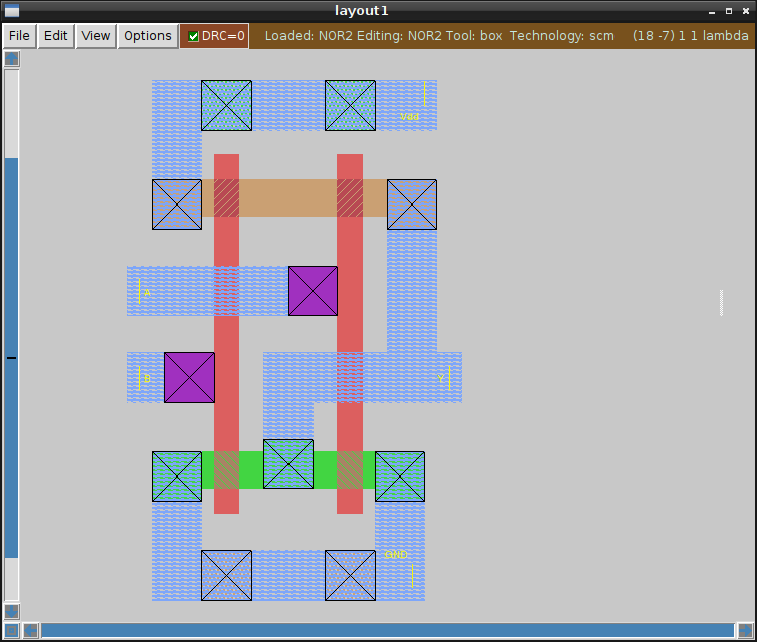 layout1
File Edit View Options DRC=0 Loaded: NOR2 Editing: NOR2 Tool: box Technology: scm (18 -7) 1 1 lambda
Vdd
A
B
Y
GND